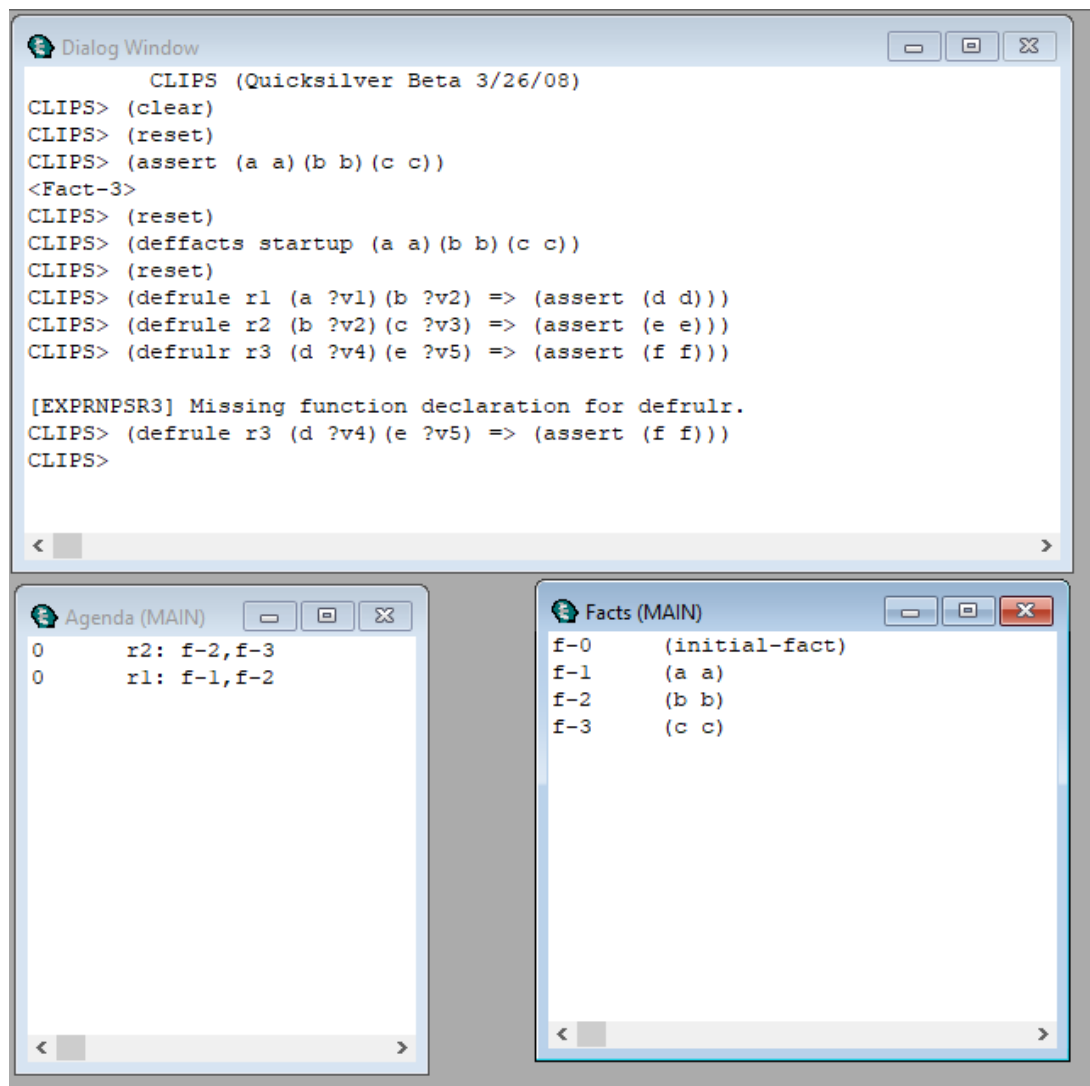 Dialog Window
CLIPS (Quicksilver Beta 3/26/08)
CLIPS> (clear)
CLIPS> (reset)
CLIPS> (assert (a a)(b b)(c c))
<Fact-3>
CLIPS> (reset)
CLIPS> (deffacts startup (a a)(b b)(c c))
CLIPS> (reset)
CLIPS> (defrule r1 (a ?v1)(b ?v2) => (assert (d d)))
CLIPS> (defrule r2 (b ?v2)(c ?v3) => (assert (e e)))
CLIPS> (defrulr r3 (d ?v4)(e ?v5) => (assert (f f)))
[EXPRNPSR3] Missing function declaration for defrulr.
CLIPS> (defrule r3 (d ?v4)(e ?v5) => (assert (f f)))
CLIPS>
Agenda (MAIN)
0 r2: f-2,f-3
0 r1: f-1,f-2
Facts (MAIN)
f-0 (initial-fact)
f-1 (a a)
f-2 (b b)
f-3 (c c)